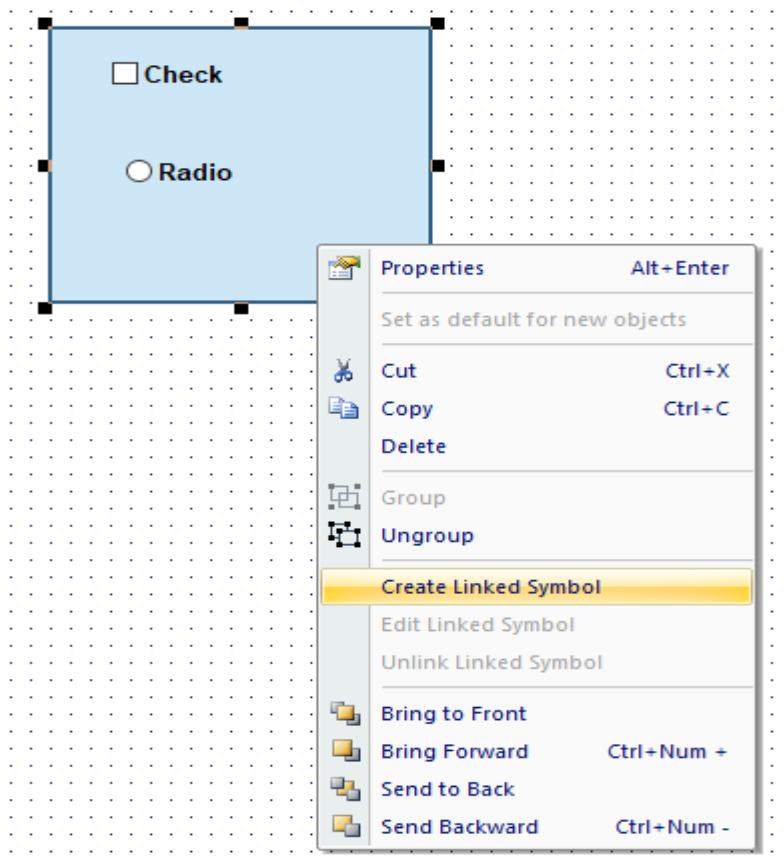 Check
Radio
Properties Alt+Enter
Set as default for new objects
Cut Ctrl+X
Copy Ctrl+C
Delete
Group
Ungroup
Create Linked Symbol
Edit Linked Symbol
Unlink Linked Symbol
Bring to Front
Bring Forward Ctrl+Num +
Send to Back
Send Backward Ctrl+Num -